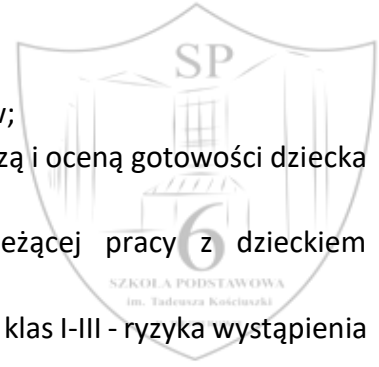 SP
w;
zą i oceną gotowości dziecka
6
eżącej pracy z dzieckiem
SZKOŁA PODSTAWOWA
im. Tadeusza Kościuszki
klas I-III - ryzyka wystąpienia